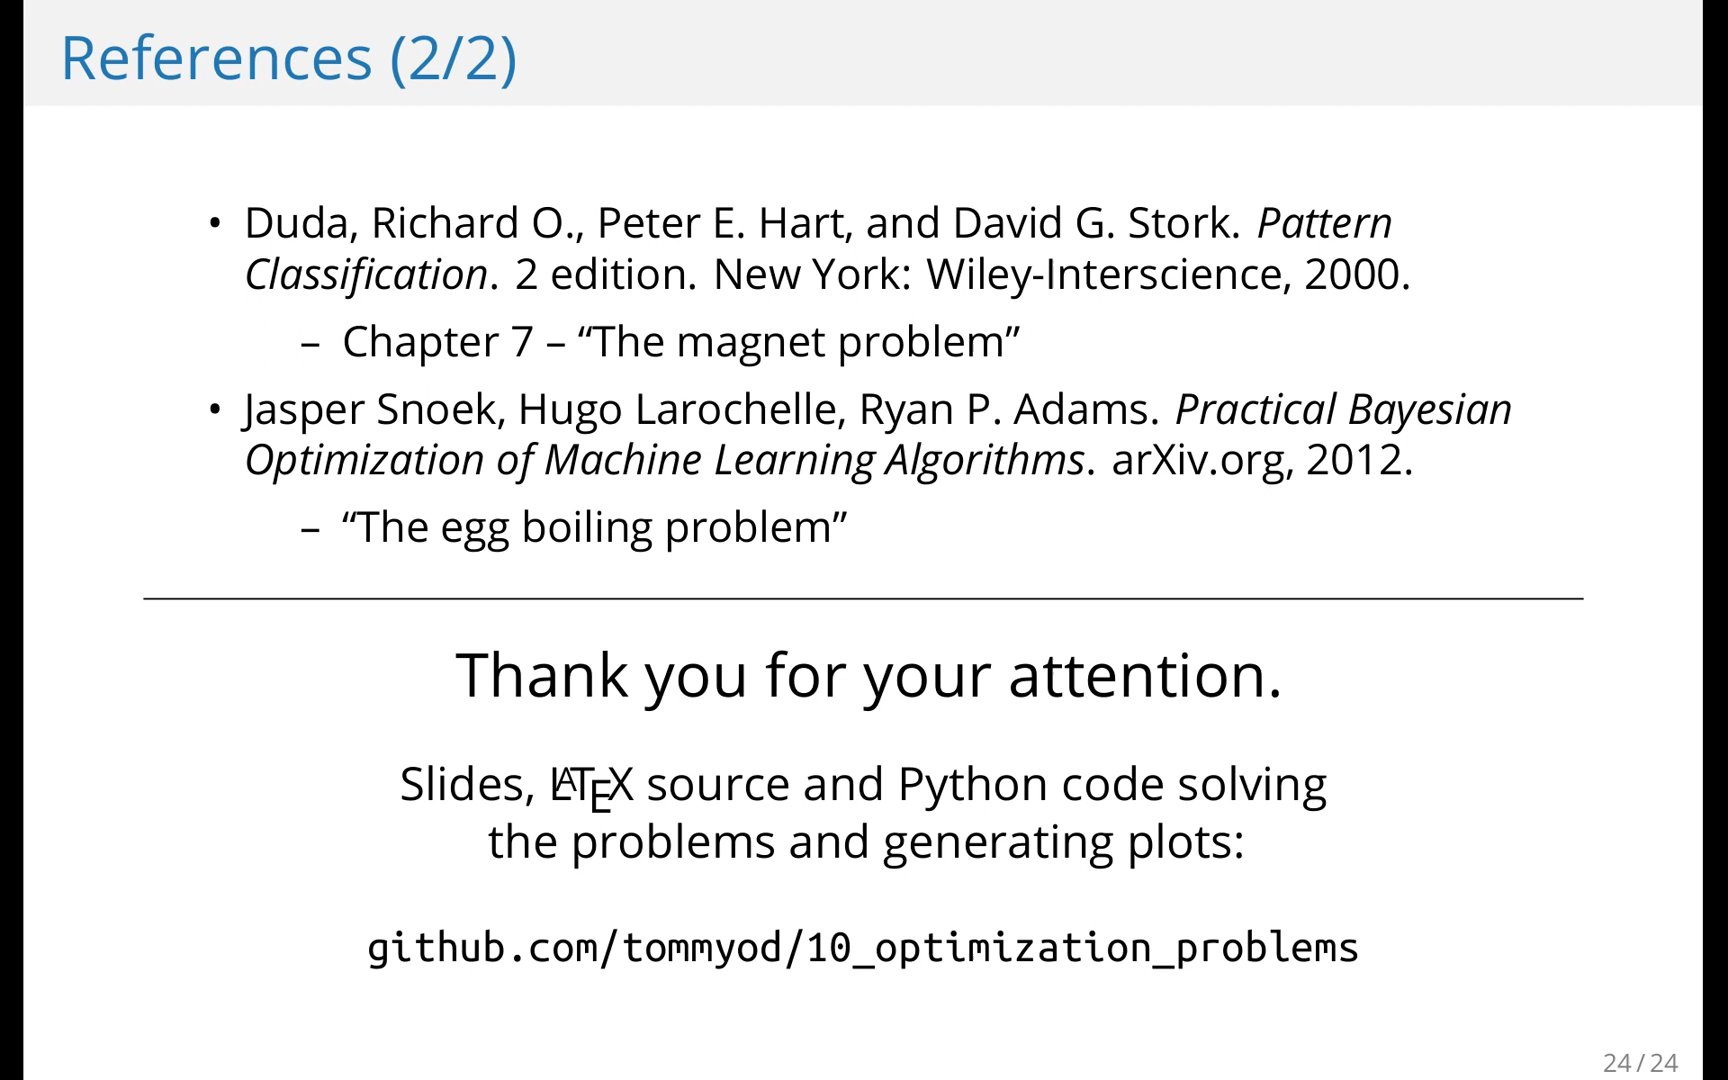 References (2/2)
• Duda, Richard O., Peter E. Hart, and David G. Stork. Pattern
Classification. 2 edition. New York: Wiley-Interscience, 2000.
– Chapter 7 – “The magnet problem”
• Jasper Snoek, Hugo Larochelle, Ryan P. Adams. Practical Bayesian
Optimization of Machine Learning Algorithms. arXiv.org, 2012.
– “The egg boiling problem”
Thank you for your attention.
Slides, LATEX source and Python code solving
the problems and generating plots:
github.com/tommyod/10_optimization_problems
24 / 24